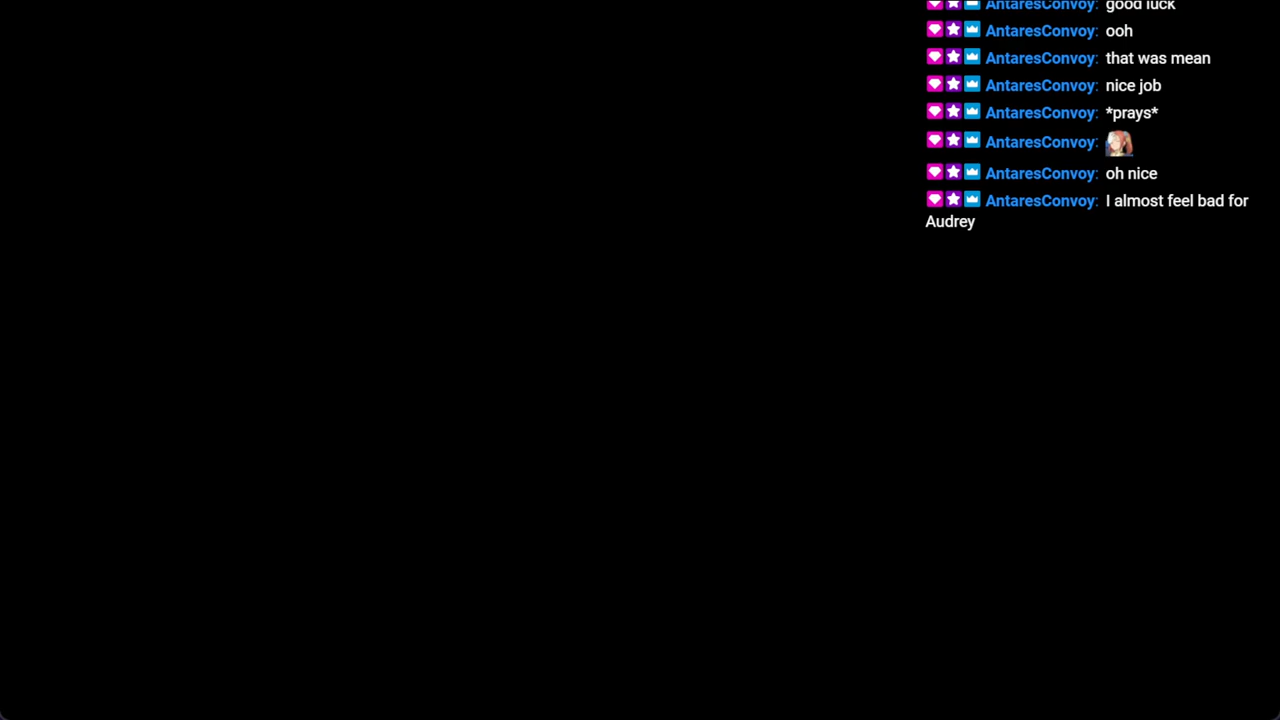 AntaresConvoy: good luck
AntaresConvoy: ooh
AntaresConvoy: that was mean
AntaresConvoy: nice job
AntaresConvoy: *prays*
AntaresConvoy:
AntaresConvoy: oh nice
AntaresConvoy: I almost feel bad for
Audrey